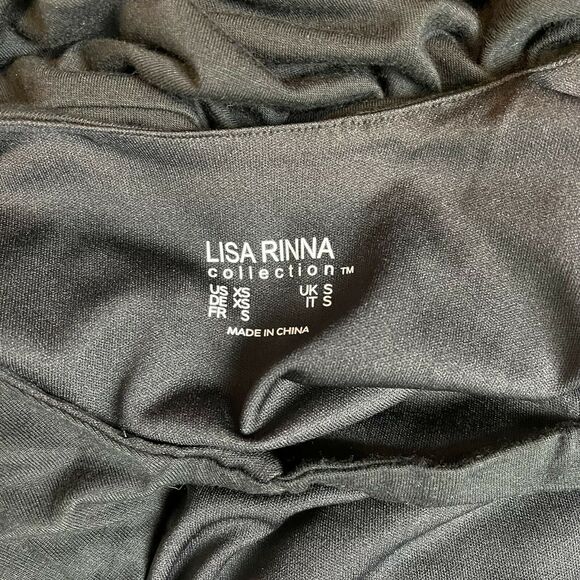 LISA RINNA
collection™
US XS UK S
DE XS IT S
FR S
MADE IN CHINA